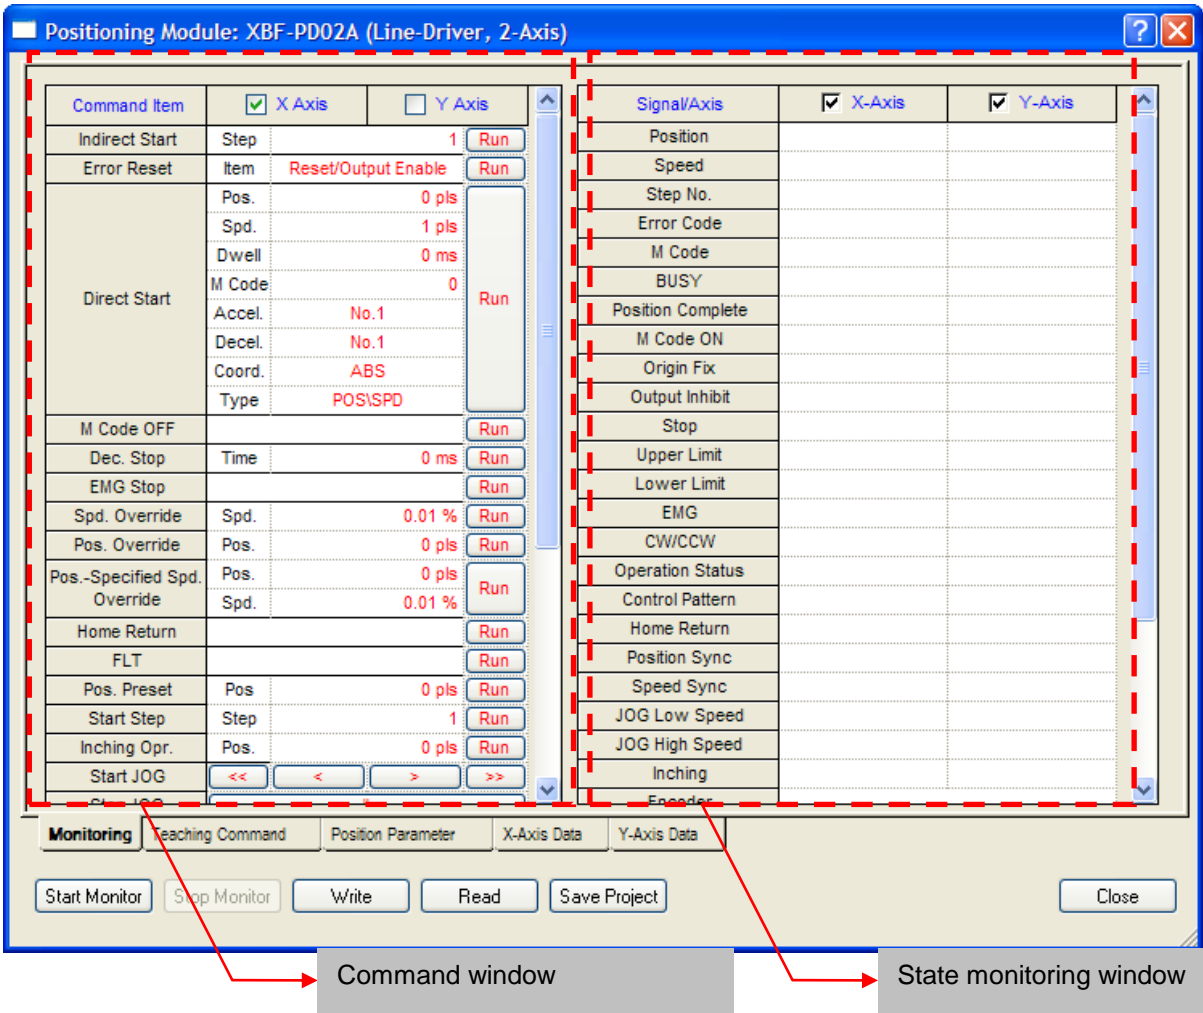 Positioning Module: XBF-PD02A (Line-Driver, 2-Axis)
Command Item X Axis Y Axis
Indirect Start Step 1 Run
Error Reset Item Reset/Output Enable Run
Direct Start Run
Pos. 0 pls
Spd. 1 pls
Dwell 0 ms
M Code 0
Accel. No.1
Decel. No.1
Coord. ABS
Type POS\SPD
M Code OFF Run
Dec. Stop Time 0 ms Run
EMG Stop Run
Spd. Override Spd. 0.01 % Run
Pos. Override Pos. 0 pls Run
Pos.-Specified Spd. Override Run
Pos. 0 pls
Spd. 0.01 %
Home Return Run
FLT Run
Pos. Preset Pos 0 pls Run
Start Step Step 1 Run
Inching Opr. Pos. 0 pls Run
Start JOG << < > >>
Stop JOG
Signal/Axis X-Axis Y-Axis
Position
Speed
Step No.
Error Code
M Code
BUSY
Position Complete
M Code ON
Origin Fix
Output Inhibit
Stop
Upper Limit
Lower Limit
EMG
CW/CCW
Operation Status
Control Pattern
Home Return
Position Sync
Speed Sync
JOG Low Speed
JOG High Speed
Inching
Encoder
Monitoring Teaching Command Position Parameter X-Axis Data Y-Axis Data
Start Monitor Stop Monitor Write Read Save Project Close
Command window
State monitoring window